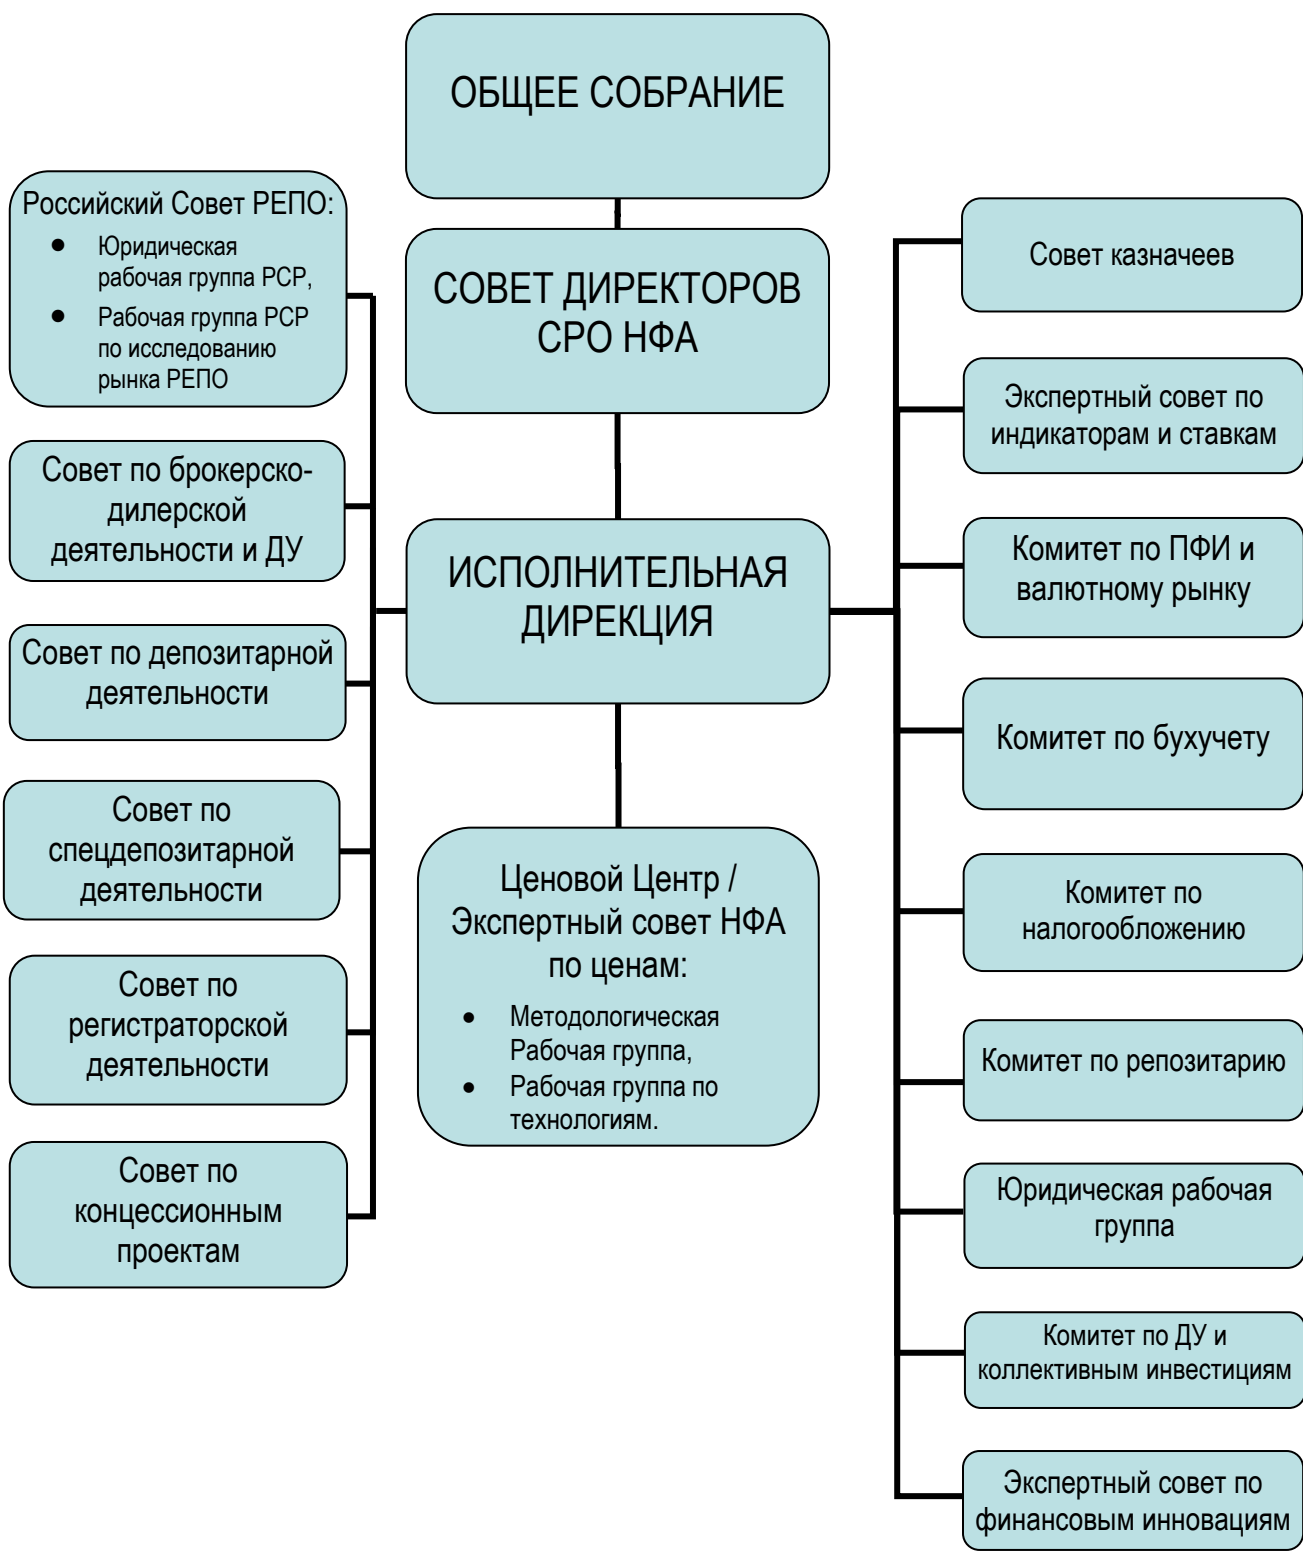 ОБЩЕЕ СОБРАНИЕ
СОВЕТ ДИРЕКТОРОВ
СРО НФА
ИСПОЛНИТЕЛЬНАЯ
ДИРЕКЦИЯ
Ценовой Центр /
Экспертный совет НФА
по ценам:
• Методологическая
Рабочая группа,
• Рабочая группа по
технологиям.
Российский Совет РЕПО:
• Юридическая
рабочая группа РСР,
• Рабочая группа РСР
по исследованию
рынка РЕПО
Совет по брокерско-
дилерской
деятельности и ДУ
Совет по депозитарной
деятельности
Совет по
спецдепозитарной
деятельности
Совет по
регистраторской
деятельности
Совет по
концессионным
проектам
Совет казначеев
Экспертный совет по
индикаторам и ставкам
Комитет по ПФИ и
валютному рынку
Комитет по бухучету
Комитет по
налогообложению
Комитет по репозитарию
Юридическая рабочая
группа
Комитет по ДУ и
коллективным инвестициям
Экспертный совет по
финансовым инновациям